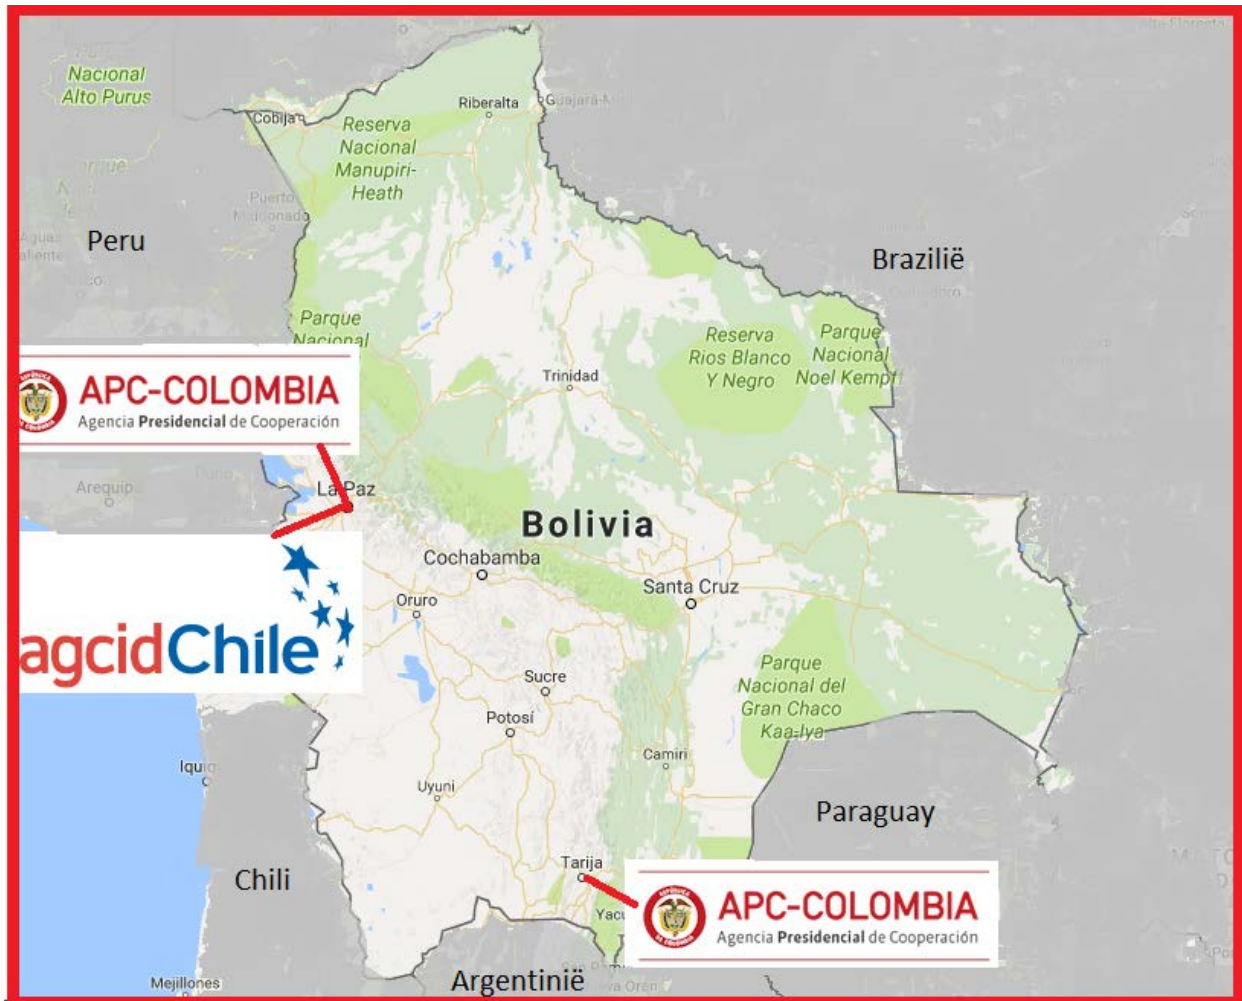 Nacional
Alto Purus
Cobija
Riberalta
Reserva
Nacional
Manupiri-
Heath
Peru
Brazilië
Parque
Nacional
Reserva
Rios Blanco
Y Negro
Parque
Nacional
Noel Kempff
Trinidad
APC-COLOMBIA
Agencia Presidencial de Cooperación
Arequip
La Paz
Bolivia
Cochabamba
Santa Cruz
Oruro
agcidChile
Parque
Nacional del
Gran Chaco
Kaa-Iya
Sucre
Potosí
Camiri
Iqui
Uyuni
Paraguay
Tarija
Chili
Yacu
APC-COLOMBIA
Agencia Presidencial de Cooperación
Argentinië
Mejillones